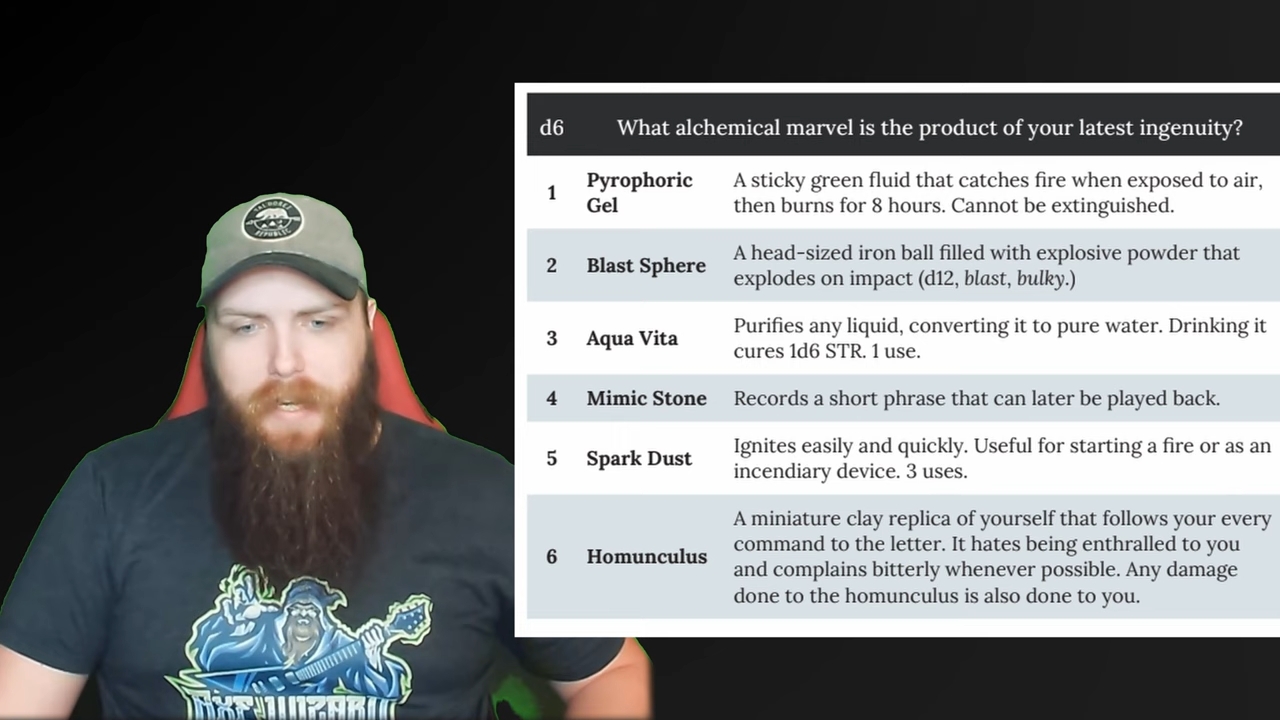 d6 What alchemical marvel is the product of your latest ingenuity?
1 Pyrophoric Gel A sticky green fluid that catches fire when exposed to air,
then burns for 8 hours. Cannot be extinguished.
2 Blast Sphere A head-sized iron ball filled with explosive powder that
explodes on impact (d12, blast, bulky.)
3 Aqua Vita Purifies any liquid, converting it to pure water. Drinking it
cures 1d6 STR. 1 use.
4 Mimic Stone Records a short phrase that can later be played back.
5 Spark Dust Ignites easily and quickly. Useful for starting a fire or as an
incendiary device. 3 uses.
6 Homunculus A miniature clay replica of yourself that follows your every
command to the letter. It hates being enthralled to you
and complains bitterly whenever possible. Any damage
done to the homunculus is also done to you.
REPUBLIC
WIZARD